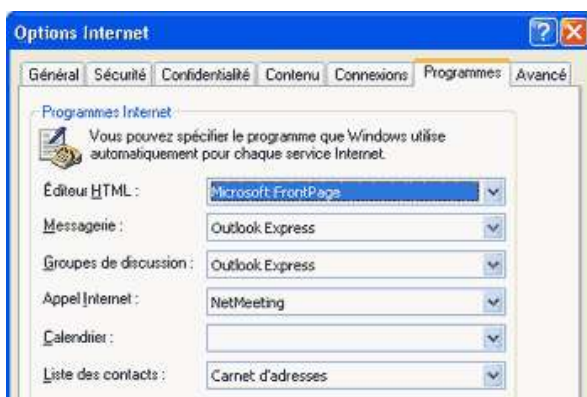 Options Internet
Général Sécurité Confidentialité Contenu Connexions Programmes Avancé
Programmes Internet
Vous pouvez spécifier le programme que Windows utilise
automatiquement pour chaque service Internet.
Éditeur HTML : Microsoft FrontPage
Messagerie : Outlook Express
Groupes de discussion : Outlook Express
Appel Internet : NetMeeting
Calendrier :
Liste des contacts : Carnet d'adresses